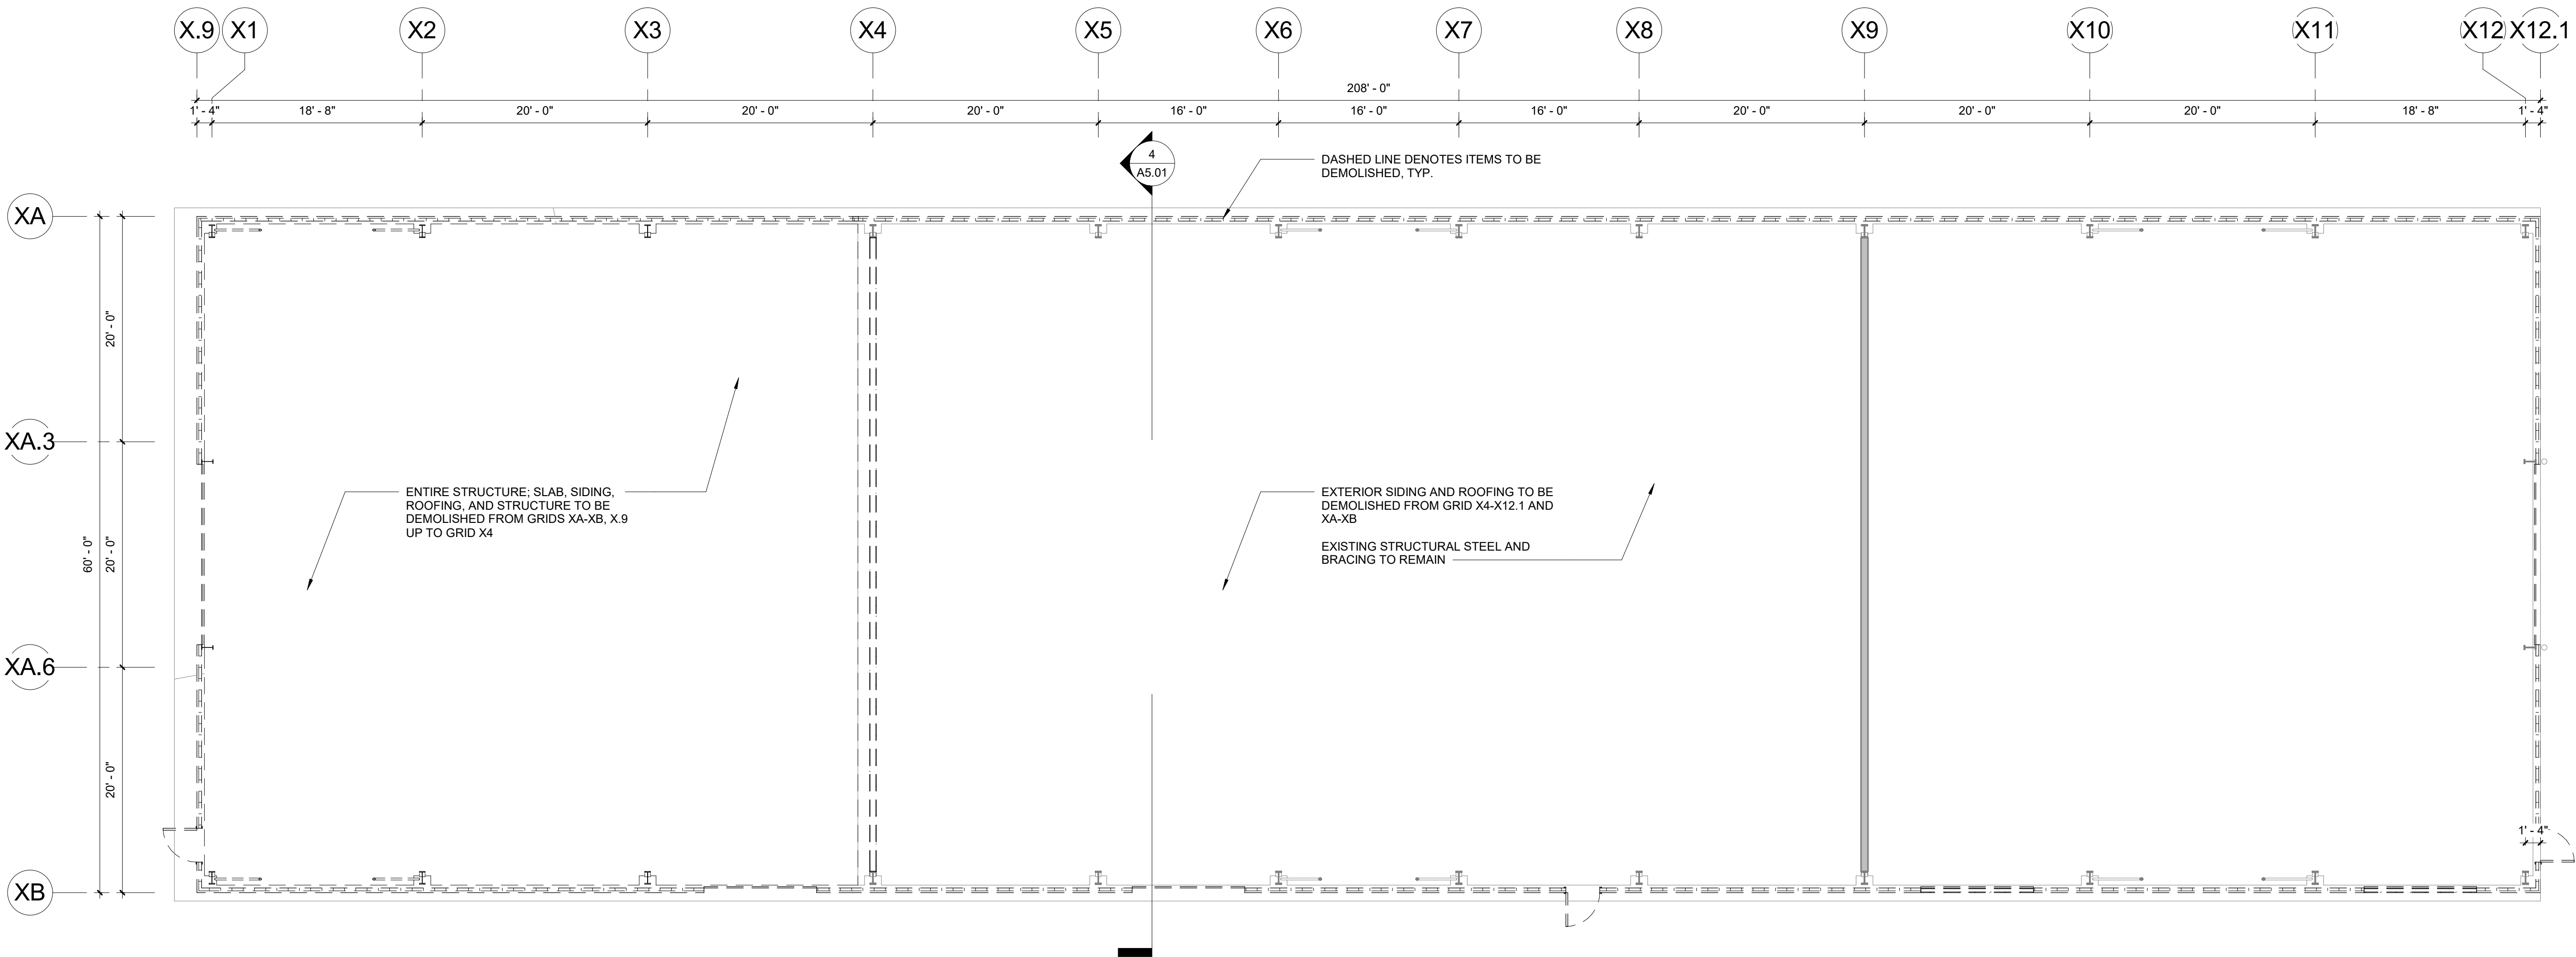 X.9 X1 X2 X3 X4 X5 X6 X7 X8 X9 X10 X11 X12 X12.1
208' - 0"
1' - 4" 18' - 8" 20' - 0" 20' - 0" 20' - 0" 16' - 0" 16' - 0" 16' - 0" 20' - 0" 20' - 0" 20' - 0" 18' - 8" 1' - 4"
4
A5.01
DASHED LINE DENOTES ITEMS TO BE
DEMOLISHED, TYP.
XA
20' - 0"
XA.3
ENTIRE STRUCTURE; SLAB, SIDING,
ROOFING, AND STRUCTURE TO BE
DEMOLISHED FROM GRIDS XA-XB, X.9
UP TO GRID X4
EXTERIOR SIDING AND ROOFING TO BE
DEMOLISHED FROM GRID X4-X12.1 AND
XA-XB
EXISTING STRUCTURAL STEEL AND
BRACING TO REMAIN
60' - 0"
20' - 0"
XA.6
20' - 0"
1' - 4"
XB